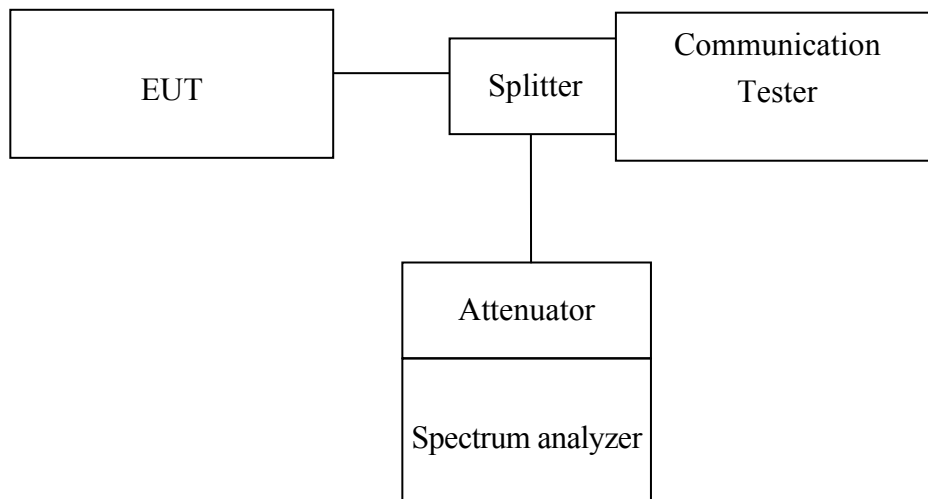 EUT
Splitter
Communication
Tester
Attenuator
Spectrum analyzer